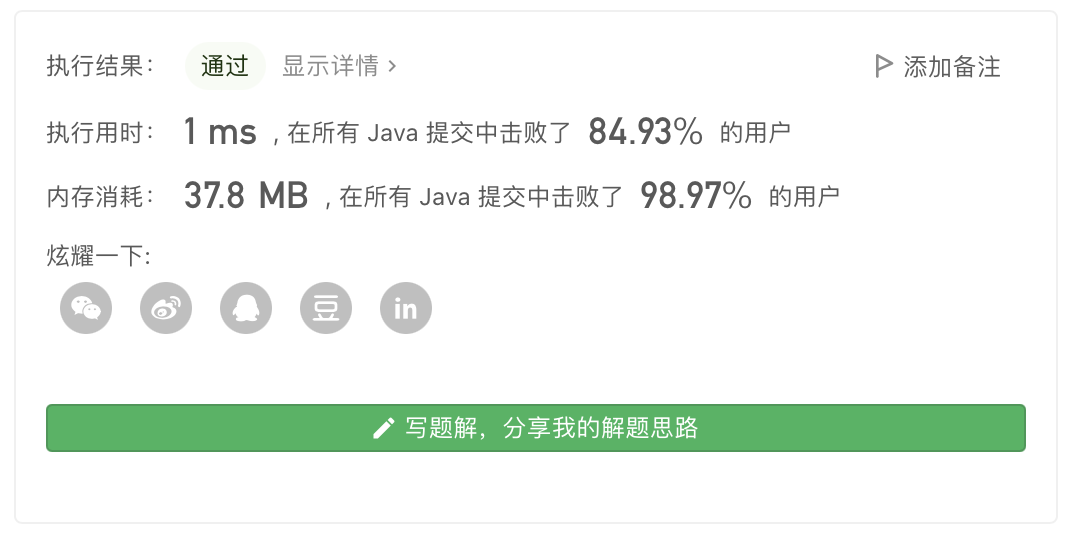 执行结果： 通过 显示详情 › 添加备注
执行用时： 1 ms , 在所有 Java 提交中击败了 84.93% 的用户
内存消耗： 37.8 MB , 在所有 Java 提交中击败了 98.97% 的用户
炫耀一下:
豆 in
写题解，分享我的解题思路